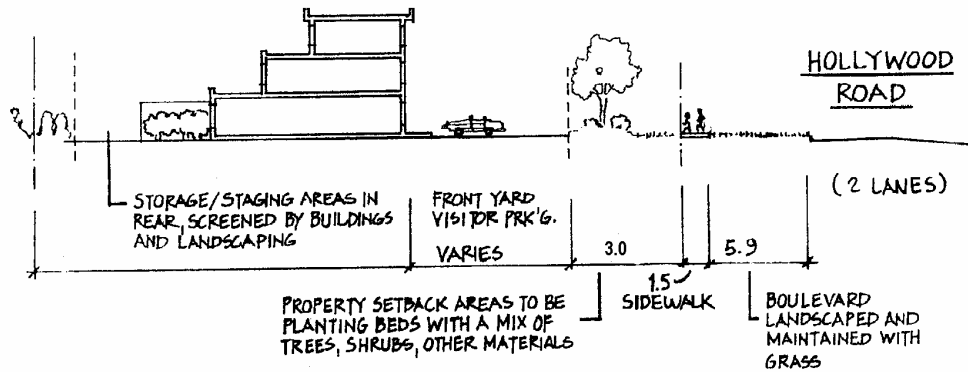 HOLLYWOOD
ROAD
(2 LANES)
STORAGE/STAGING AREAS IN
REAR, SCREENED BY BUILDINGS
AND LANDSCAPING
FRONT YARD
VISITOR PRK'G.
VARIES
3.0
5.9
1.5
SIDEWALK
PROPERTY SETBACK AREAS TO BE
PLANTING BEDS WITH A MIX OF
TREES, SHRUBS, OTHER MATERIALS
BOULEVARD
LANDSCAPED AND
MAINTAINED WITH
GRASS